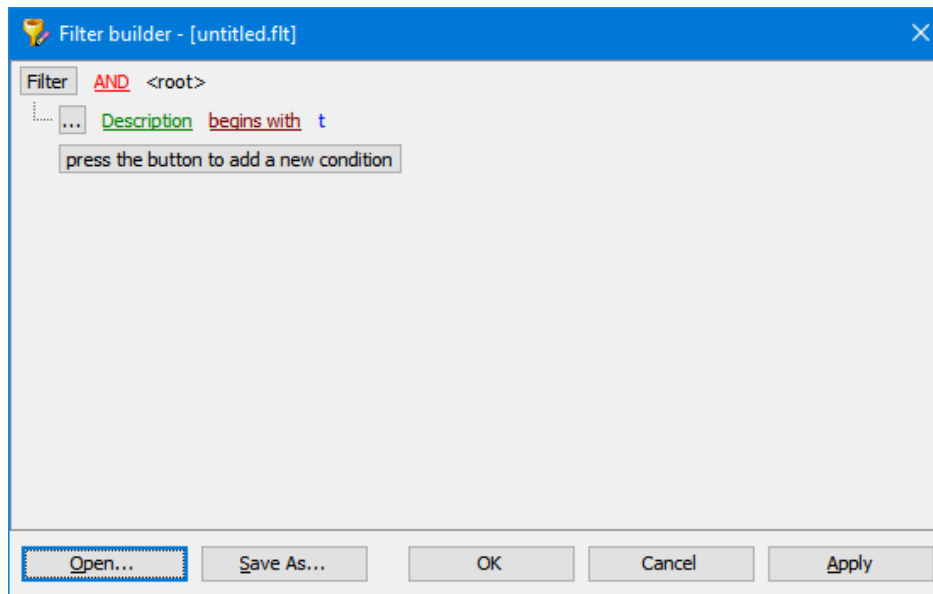 Filter builder - [untitled.flt]
Filter AND <root>
... Description begins with t
press the button to add a new condition
Open... Save As... OK Cancel Apply